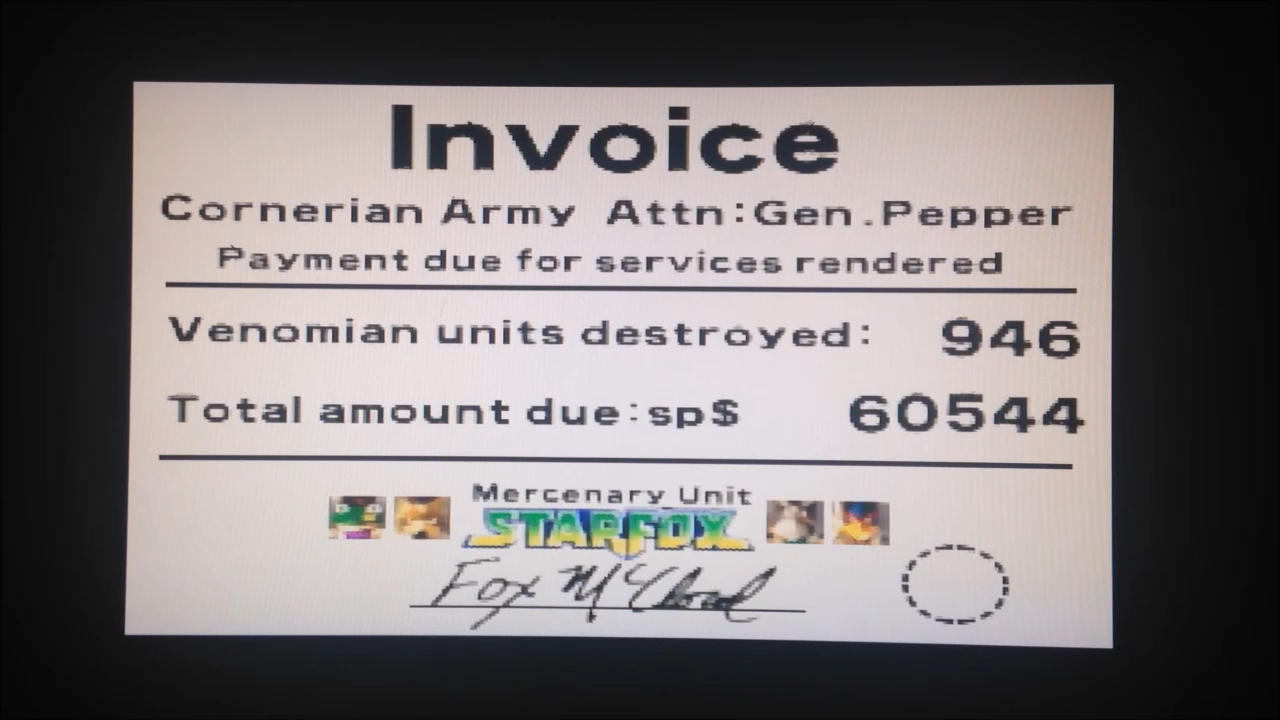 Invoice
Cornerian Army Attn:Gen.Pepper
Payment due for services rendered
Venomian units destroyed: 946
Total amount due:sp$ 60544
Mercenary Unit
STARFOX
Fox McCloud